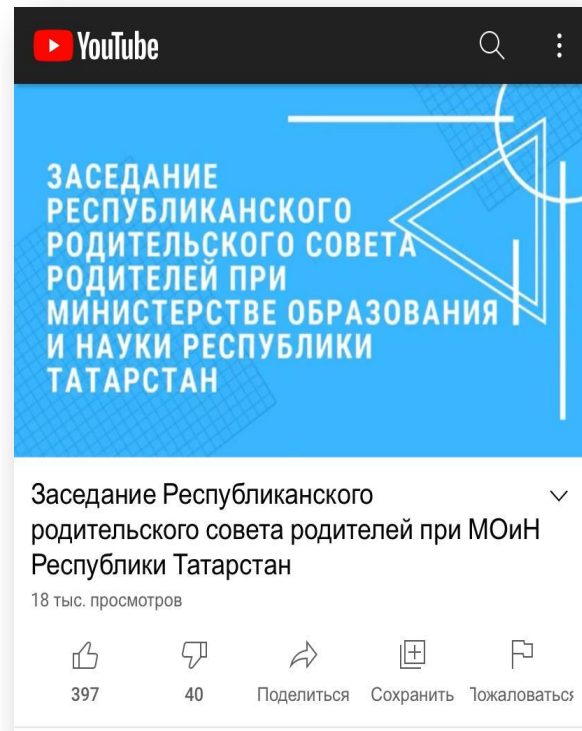 YouTube
ЗАСЕДАНИЕ
РЕСПУБЛИКАНСКОГО
РОДИТЕЛЬСКОГО СОВЕТА
РОДИТЕЛЕЙ ПРИ
МИНИСТЕРСТВЕ ОБРАЗОВАНИЯ
И НАУКИ РЕСПУБЛИКИ
ТАТАРСТАН
Заседание Республиканского
родительского совета родителей при МОиН
Республики Татарстан
18 тыс. просмотров
397 40 Поделиться Сохранить Пожаловаться